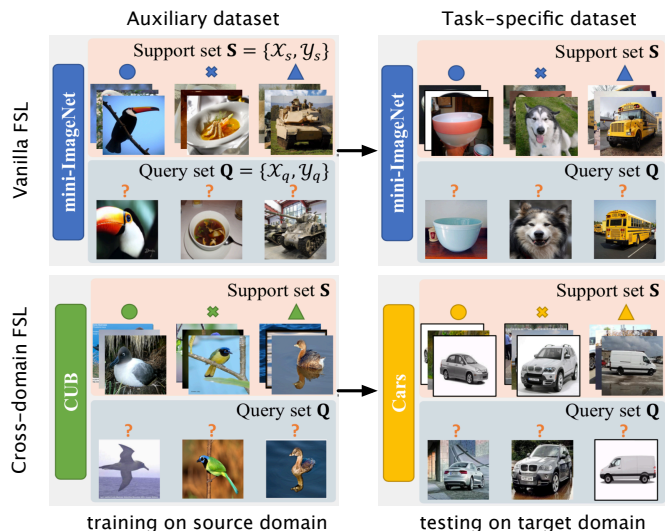 Auxiliary dataset
Task-specific dataset
Vanilla FSL
mini-ImageNet
Support set S = {𝒳ₛ, 𝒴ₛ}
Query set Q = {𝒳_q, 𝒴_q}
? ? ?
mini-ImageNet
Support set S
Query set Q
? ? ?
Cross-domain FSL
CUB
Support set S
Query set Q
? ? ?
Cars
Support set S
Query set Q
? ? ?
training on source domain
testing on target domain